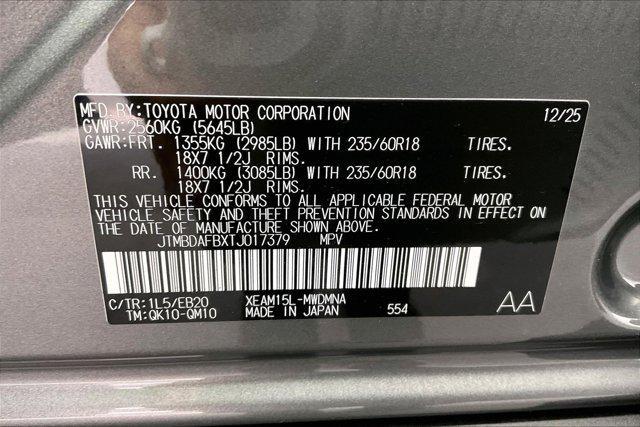 MFD.BY:TOYOTA MOTOR CORPORATION 12/25
GVWR:2560KG (5645LB)
GAWR:FRT. 1355KG (2985LB) WITH 235/60R18 TIRES.
18X7 1/2J RIMS.
RR. 1400KG (3085LB) WITH 235/60R18 TIRES.
18X7 1/2J RIMS.
THIS VEHICLE CONFORMS TO ALL APPLICABLE FEDERAL MOTOR
VEHICLE SAFETY AND THEFT PREVENTION STANDARDS IN EFFECT ON
THE DATE OF MANUFACTURE SHOWN ABOVE.
JTMBDAFBXTJ017379 MPV
C/TR:1L5/EB20 XEAM15L-MWDMNA AA
TM:QK10-QM10 MADE IN JAPAN 554